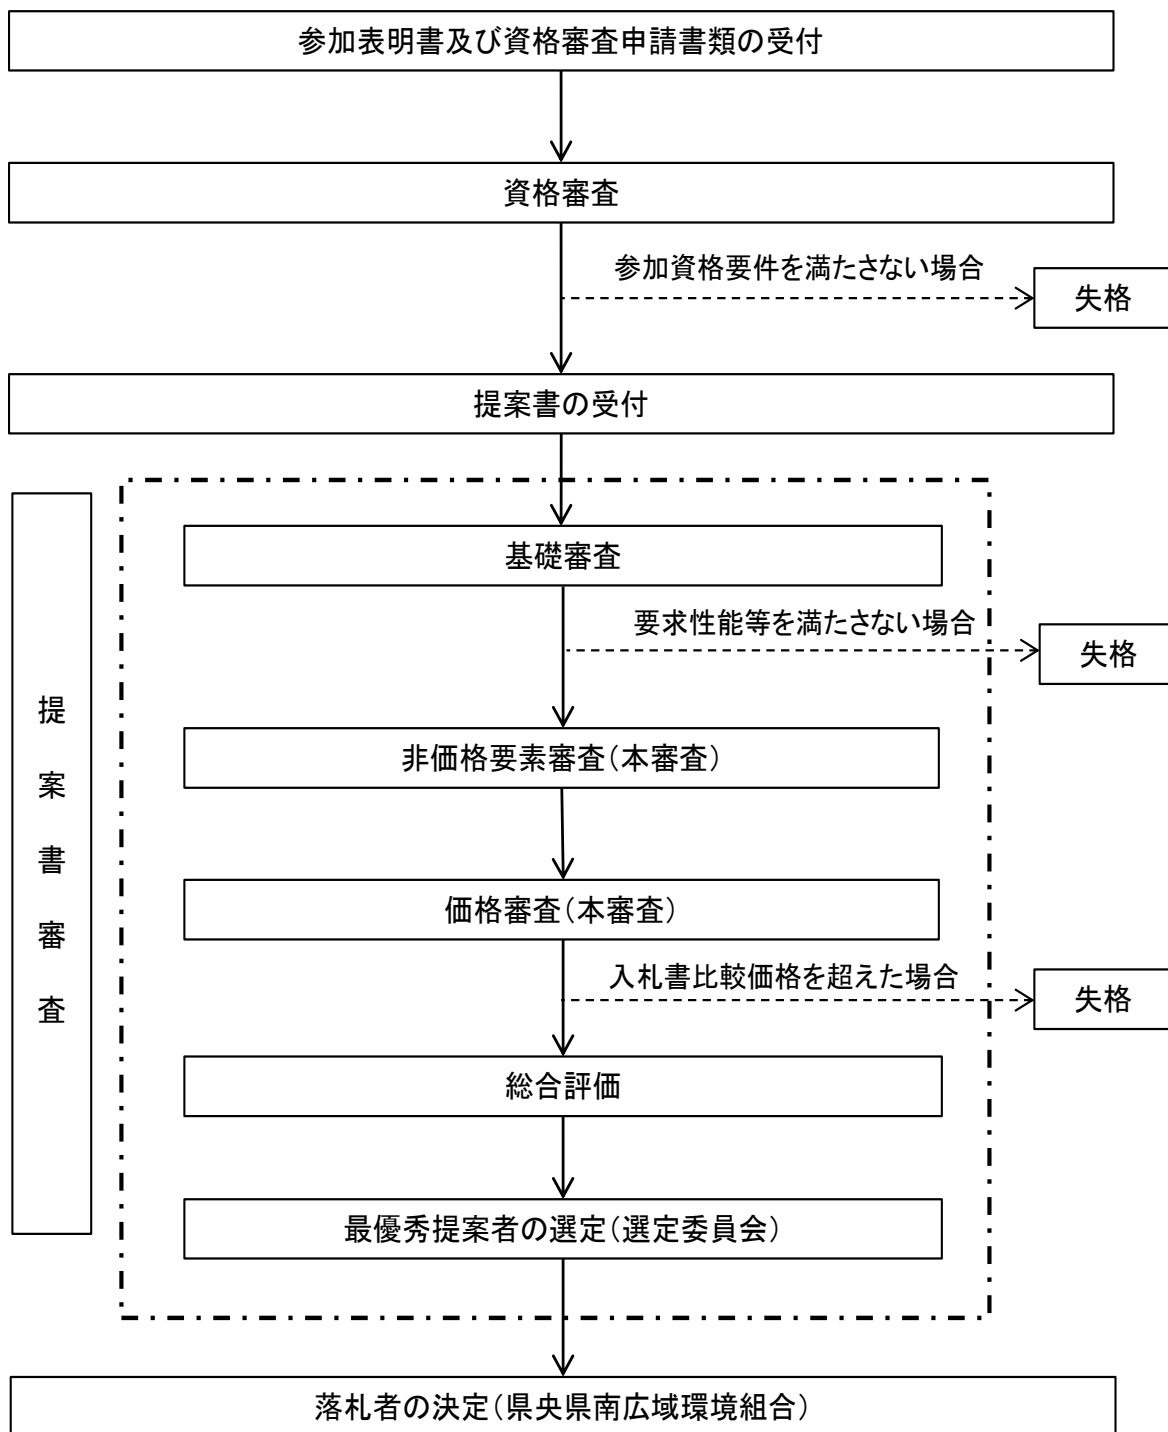 参加表明書及び資格審査申請書類の受付
資格審査
参加資格要件を満たさない場合
失格
提案書の受付
提案書審査
基礎審査
要求性能等を満たさない場合
失格
非価格要素審査(本審査)
価格審査(本審査)
入札書比較価格を超えた場合
失格
総合評価
最優秀提案者の選定(選定委員会)
落札者の決定(県央県南広域環境組合)